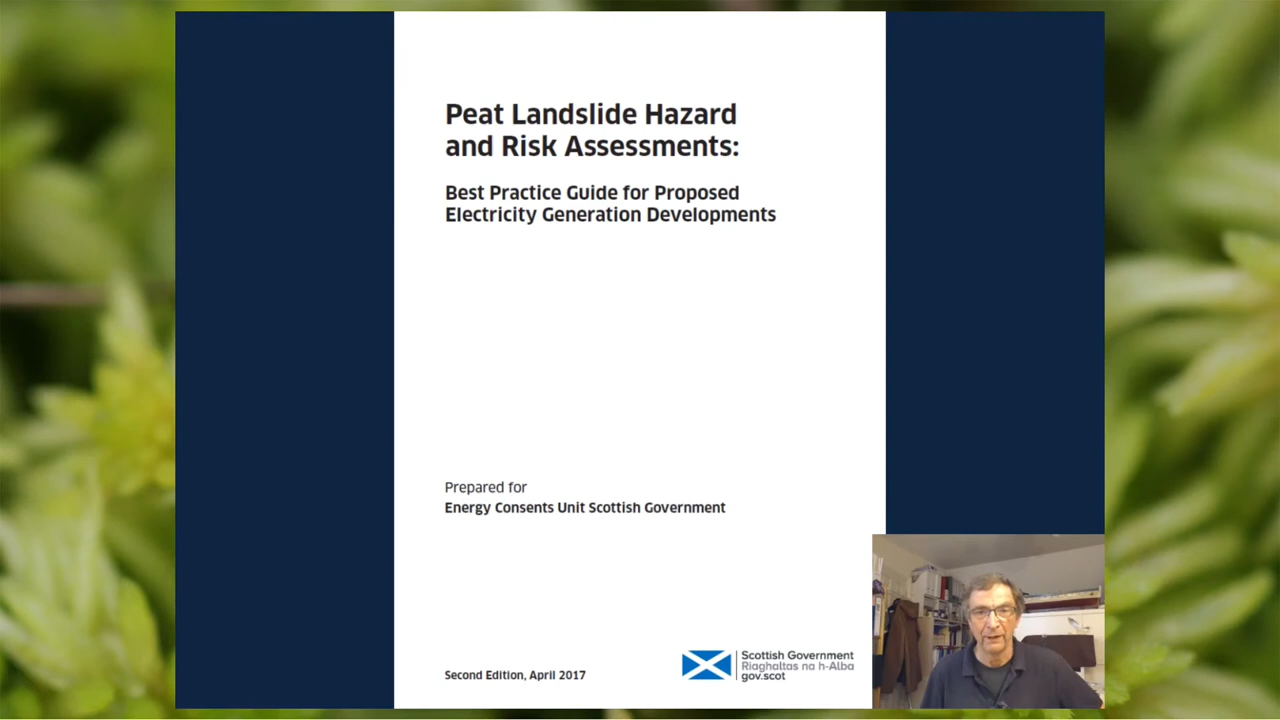 Peat Landslide Hazard
and Risk Assessments:
Best Practice Guide for Proposed
Electricity Generation Developments
Prepared for
Energy Consents Unit Scottish Government
Second Edition, April 2017
Scottish Government
Riaghaltas na h-Alba
gov.scot